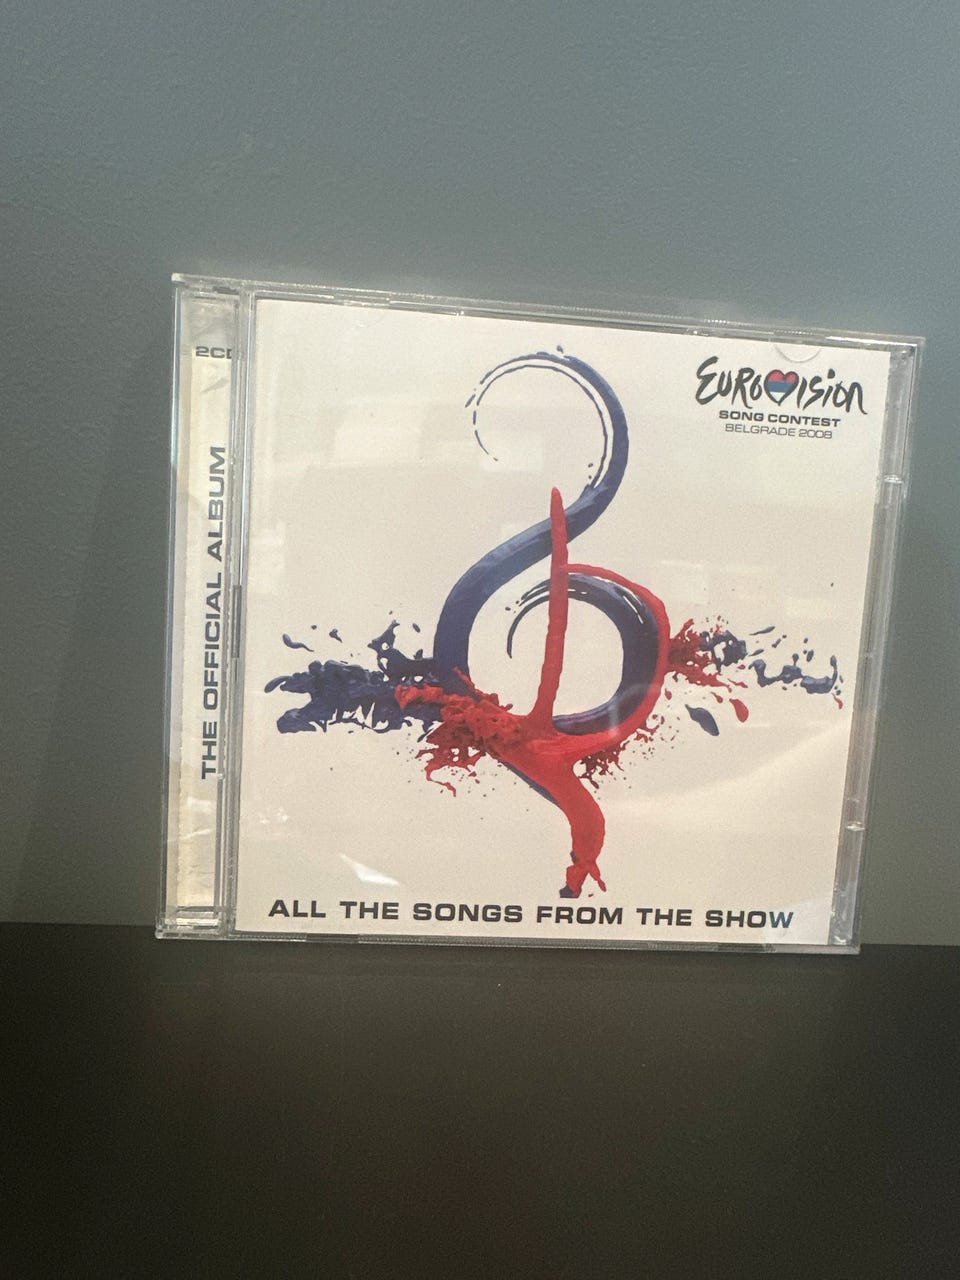 2CD
THE OFFICIAL ALBUM
EUROVISION
SONG CONTEST
BELGRADE 2008
ALL THE SONGS FROM THE SHOW